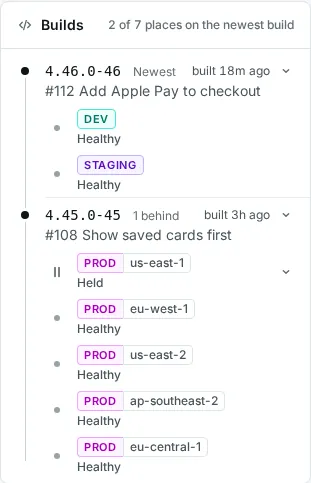 Builds 2 of 7 places on the newest build
4.46.0-46 Newest built 18m ago
#112 Add Apple Pay to checkout
DEV
Healthy
STAGING
Healthy
4.45.0-45 1 behind built 3h ago
#108 Show saved cards first
PROD us-east-1
Held
PROD eu-west-1
Healthy
PROD us-east-2
Healthy
PROD ap-southeast-2
Healthy
PROD eu-central-1
Healthy